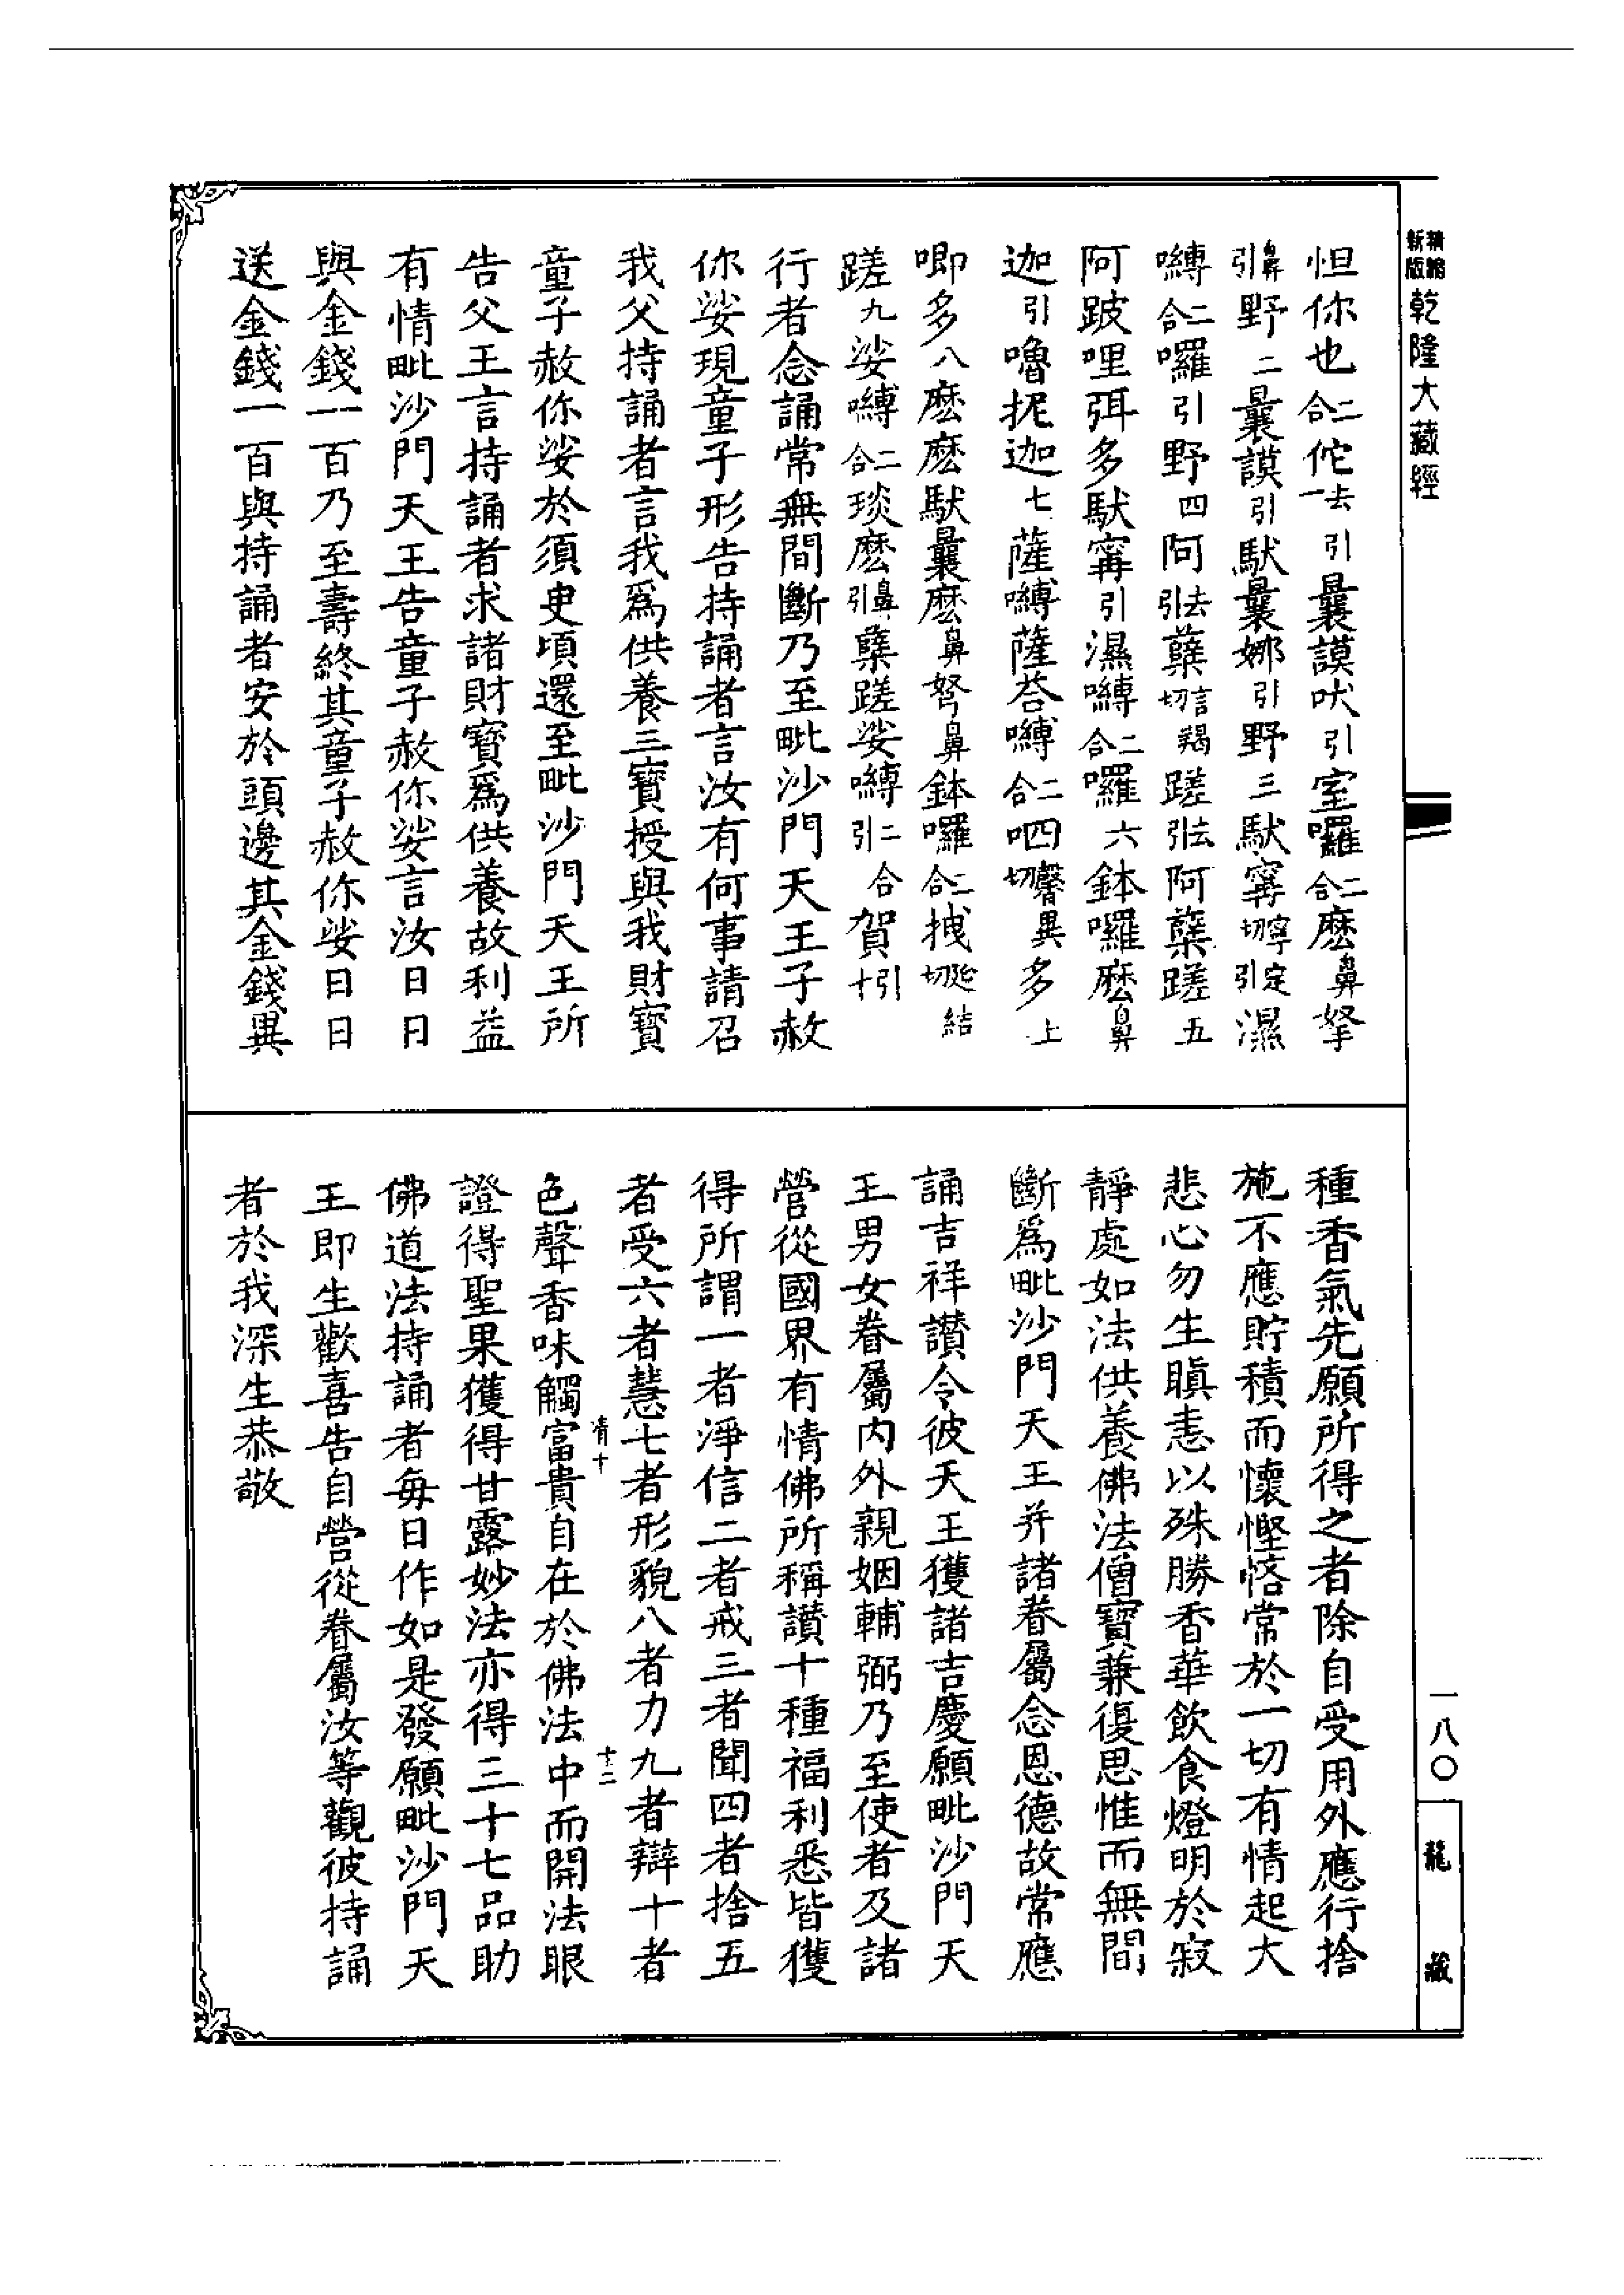 精縮新版乾隆大藏經
怛你也二合佗去一引曩謨吠引室囉二合麽鼻拏
鼻引野二曩謨引馱曩娜引野三馱寗寧定切引濕
嚩二合囉引野四阿去引蘖言羯切蹉去引阿蘖蹉五
阿跛哩弭多馱寗引濕嚩二合囉六鉢囉麽鼻
迦引嚕抳迦七薩嚩薩荅嚩二合呬馨異切多上
唧多八麽麽馱曩麽鼻弩鼻鉢囉二合拽延結切
蹉九娑嚩二合琰麽鼻引蘖蹉娑嚩二合引賀引十
行者念誦常無間斷乃至毗沙門天王子赦
你娑現童子形告持誦者言汝有何事請召
我父持誦者言我爲供養三寶授與我財寶
童子赦你娑於須臾頃還至毗沙門天王所
告父王言持誦者求諸財寶爲供養故利益
有情毗沙門天王告童子赦你娑言汝日日
與金錢一百乃至壽終其童子赦你娑日日
送金錢一百與持誦者安於頭邊其金錢異
種香氣先願所得之者除自受用外應行捨
施不應貯積而懷慳悋常於一切有情起大
悲心勿生瞋恚以殊勝香華飲食燈明於寂
靜處如法供養佛法僧寶兼復思惟而無間
斷爲毗沙門天王并諸眷屬念恩德故常應
誦吉祥讚令彼天王獲諸吉慶願毗沙門天
王男女眷屬内外親姻輔弼乃至使者及諸
營從國界有情佛所稱讚十種福利悉皆獲
得所謂一者淨信二者戒三者聞四者捨五
者受六者慧七者形貌八者力九者辯十者
色聲香味觸富貴自在於佛法中而開法眼
證得聖果獲得甘露妙法亦得三十七品助
佛道法持誦者每日作如是發願毗沙門天
王即生歡喜告自營從眷屬汝等觀彼持誦
者於我深生恭敬
清十
十二
一八〇
龍藏